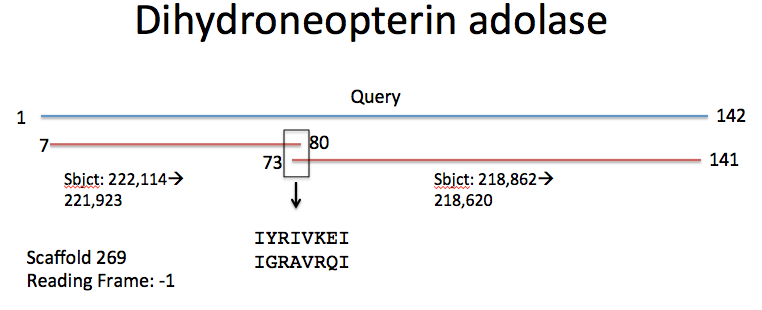 Dihydroneopterin adolase
Query
1
142
7
80
73
141
Sbjct: 222,114→
221,923
Sbjct: 218,862→
218,620
IYRIVKEI
IGRAVRQI
Scaffold 269
Reading Frame: -1